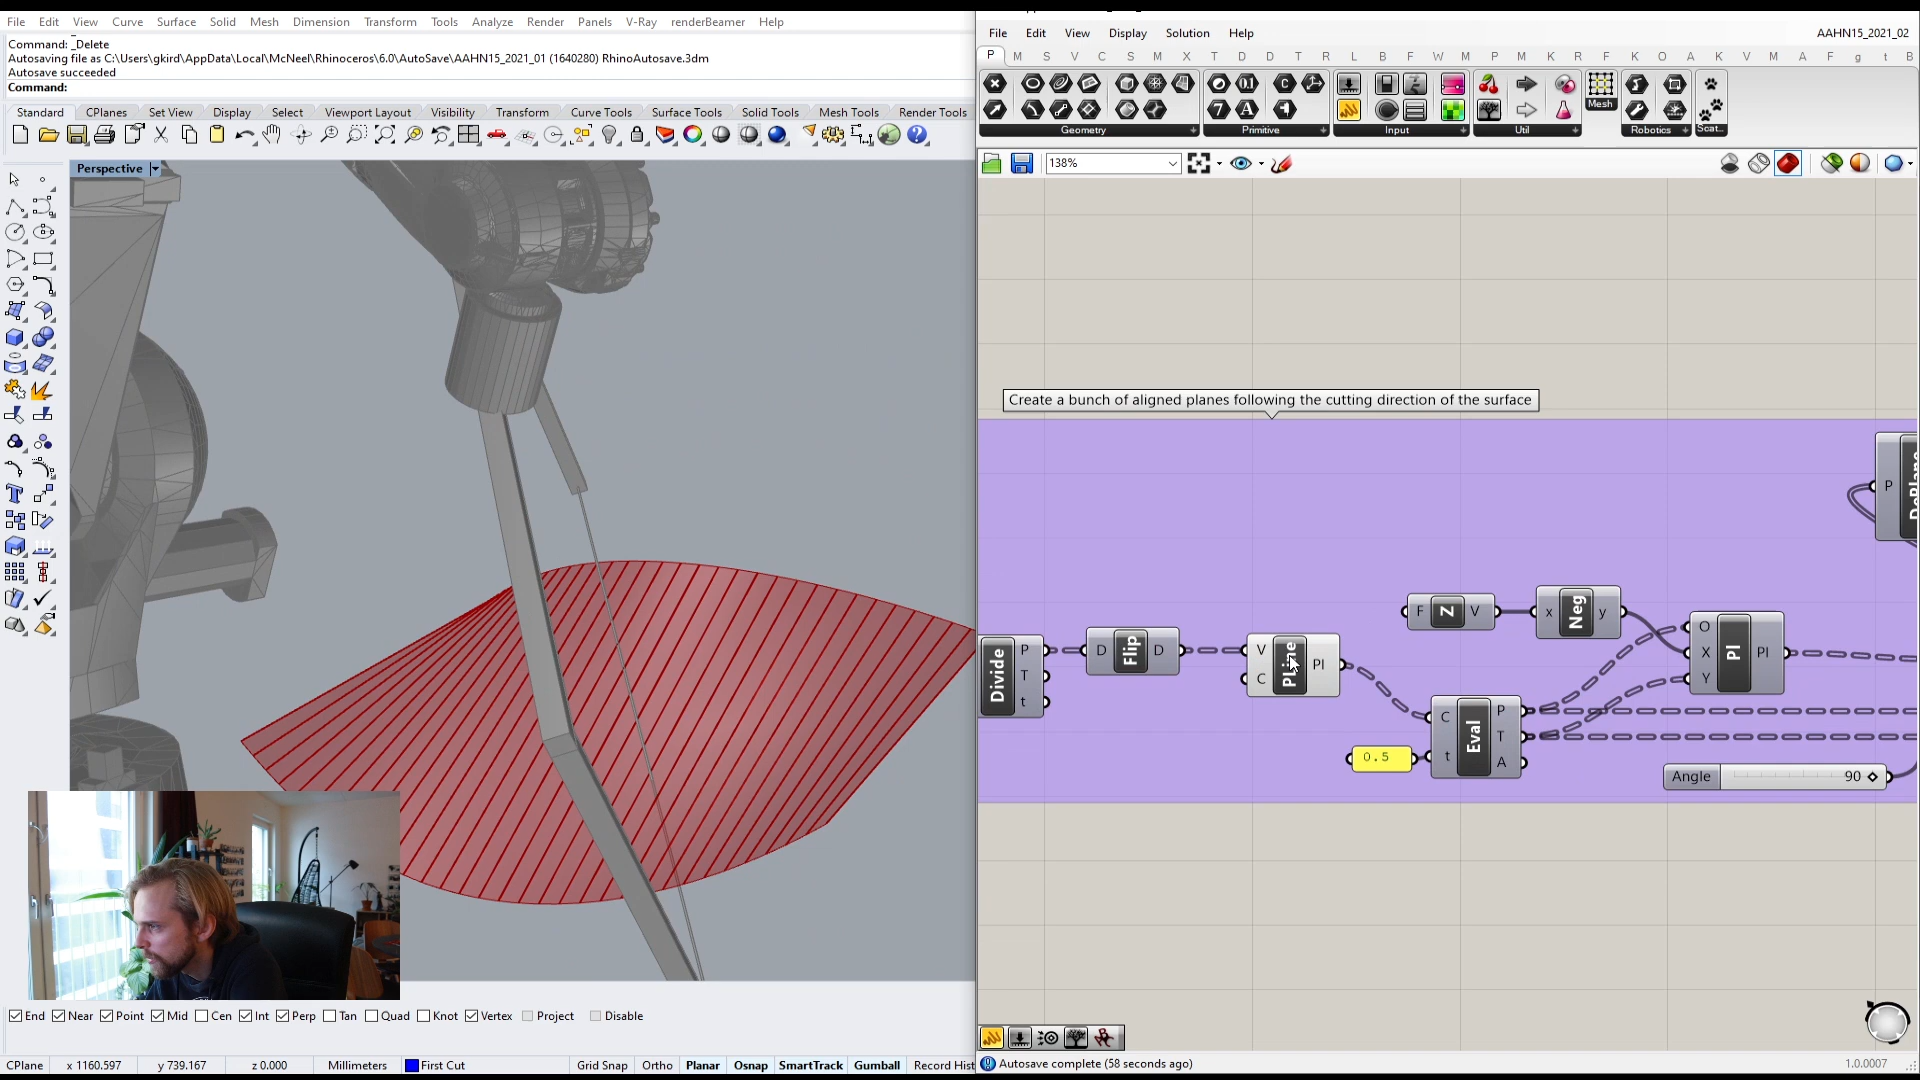 File Edit View Curve Surface Solid Mesh Dimension Transform Tools Analyze Render Panels V-Ray renderBeamer Help
Command: _Delete
Autosaving file as C:\Users\gkird\AppData\Local\McNeel\Rhinoceros\6.0\AutoSave\AAHN15_2021_01 (1640280) RhinoAutosave.3dm
Autosave succeeded
Command:
Standard CPlanes Set View Display Select Viewport Layout Visibility Transform Curve Tools Surface Tools Solid Tools Mesh Tools Render Tools
Perspective
End Near Point Mid Cen Int Perp Tan Quad Knot Vertex Project Disable
CPlane x 1160.597 y 739.167 z 0.000 Millimeters First Cut Grid Snap Ortho Planar Osnap SmartTrack Gumball Record Hist
File Edit View Display Solution Help AAHN15_2021_02
P M S V C S M I T D D T R L B F L K T S E P M K F C O A K V M A F g t B
Geometry Primitive Input Util Mesh Robotics Scat...
138%
Create a bunch of aligned planes following the cutting direction of the surface
P DePlane
F Z V x Neg y
O X Y Pl Pl
Divide P T t
D Flip D
V C PLine Pl
C t Eval P T A
0.5
Angle 90
Autosave complete (58 seconds ago) 1.0.0007